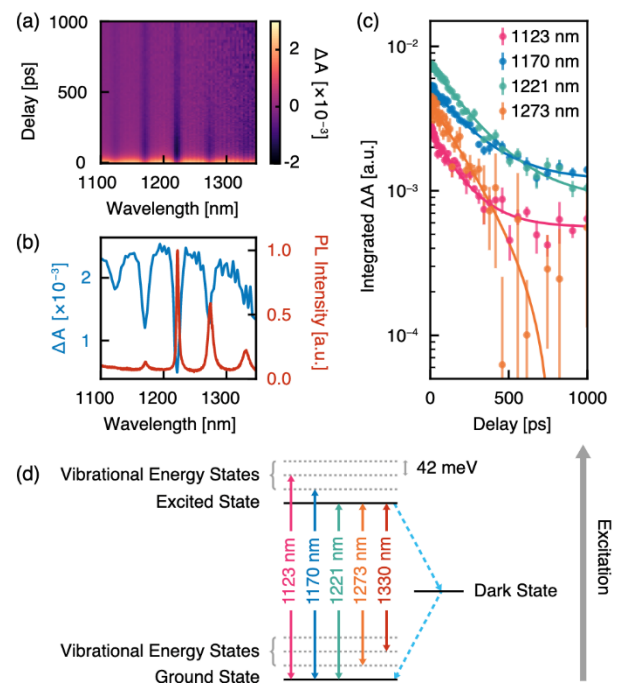 (a)
1000
500
0
Delay [ps]
1100
1200
1300
Wavelength [nm]
2
0
−2
ΔA [×10⁻³]
(b)
2
1
ΔA [×10⁻³]
1.0
0.5
0.0
PL Intensity [a.u.]
1100
1200
1300
Wavelength [nm]
(c)
1123 nm
1170 nm
1221 nm
1273 nm
10⁻²
10⁻³
10⁻⁴
Integrated ΔA [a.u.]
0
500
1000
Delay [ps]
(d)
Vibrational Energy States
42 meV
Excited State
1123 nm
1170 nm
1221 nm
1273 nm
1330 nm
Dark State
Excitation
Vibrational Energy States
Ground State